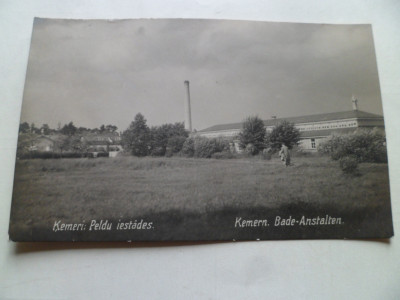 Ķemeri: Peldu iestādes.
Kemern. Bade-Anstalten.